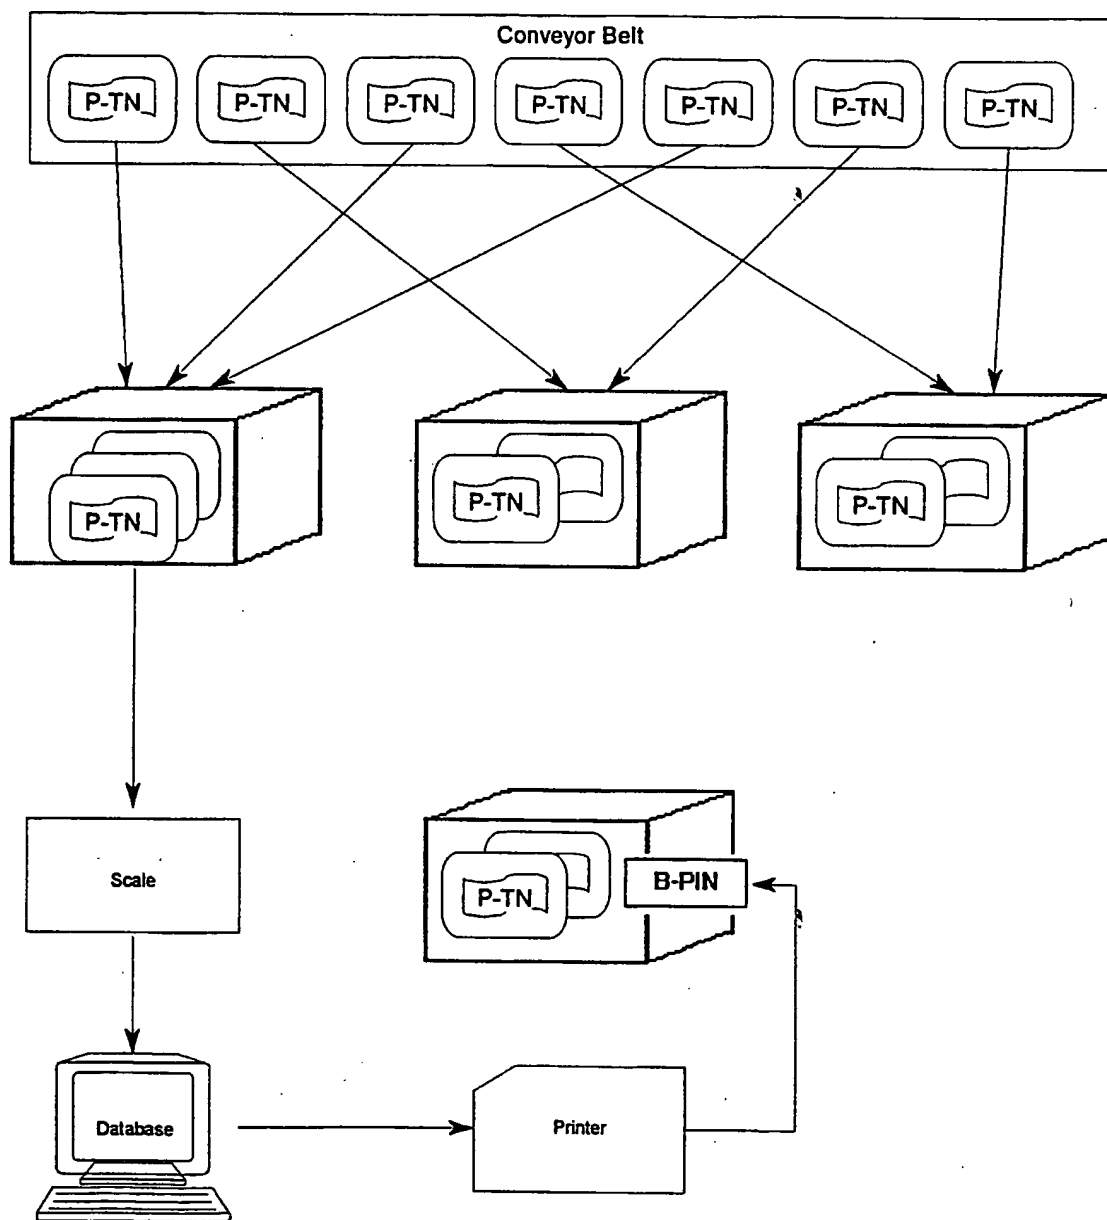 Conveyor Belt
P-TN P-TN P-TN P-TN P-TN P-TN P-TN
P-TN P-TN P-TN
Scale
P-TN B-PIN
Database
Printer